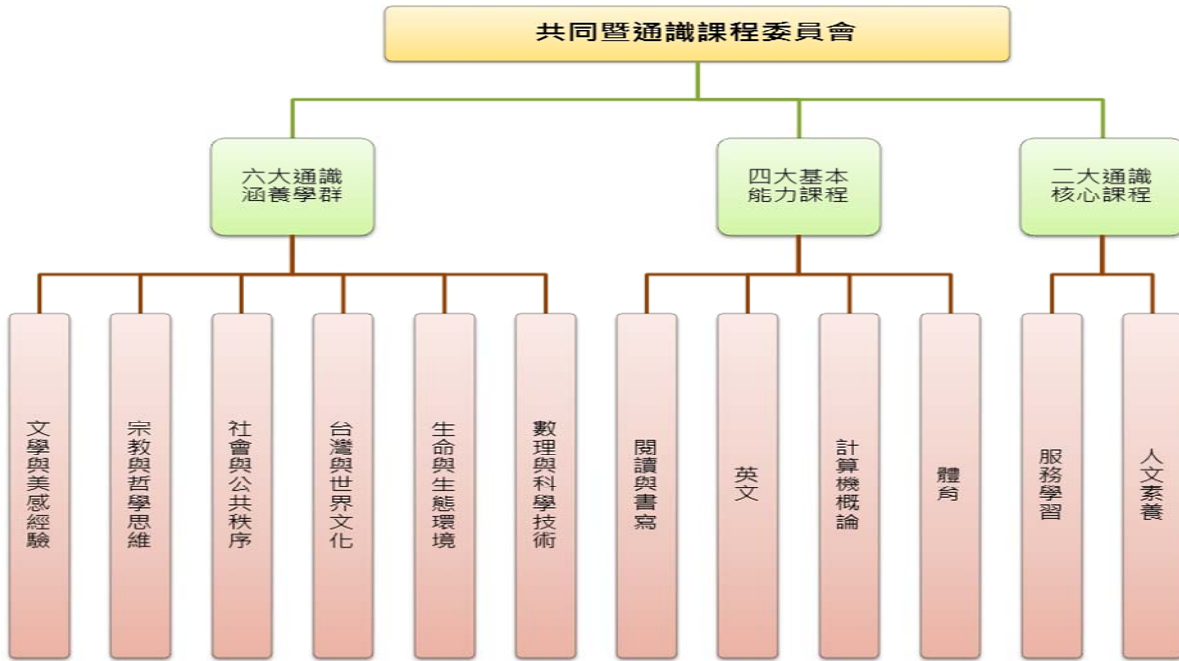 共同暨通識課程委員會
六大通識
涵養學群
四大基本
能力課程
二大通識
核心課程
文學與美感經驗
宗教與哲學思維
社會與公共秩序
台灣與世界文化
生命與生態環境
數理與科學技術
閱讀與書寫
英文
計算機概論
體育
服務學習
人文素養